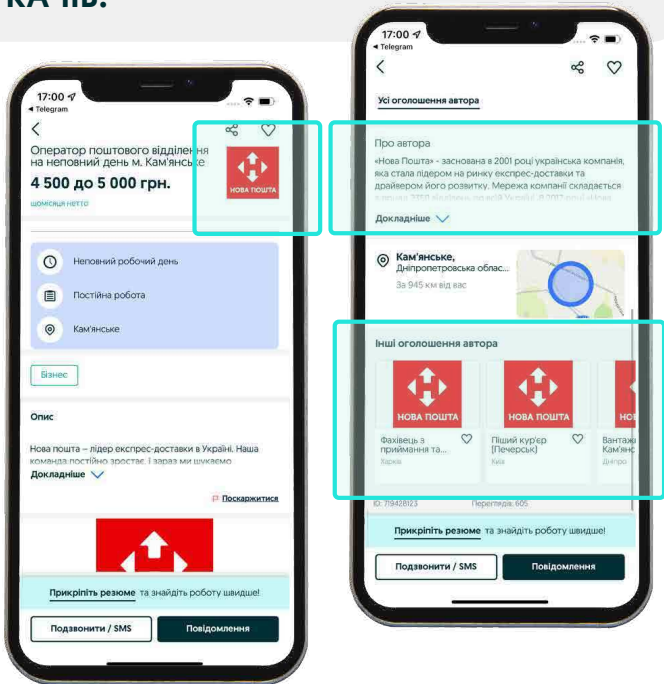 17:00
Telegram
Оператор поштового відділення
на неповний день м. Кам'янське
4 500 до 5 000 грн.
щомісяця нетто
НОВА ПОШТА
Неповний робочий день
Постійна робота
Кам'янське
Бізнес
Опис
Нова пошта – лідер експрес-доставки в Україні. Наша
команда постійно зростає. І зараз ми шукаємо
Докладніше
Поскаржитися
Прикріпіть резюме та знайдіть роботу швидше!
Подзвонити / SMS
Повідомлення
17:00
Telegram
Усі оголошення автора
Про автора
«Нова Пошта» - заснована в 2001 році українська компанія,
яка стала лідером на ринку експрес-доставки та
драйвером його розвитку. Мережа компанії складається
Докладніше
Кам'янське,
Дніпропетровська облас...
За 945 км від вас
Інші оголошення автора
НОВА ПОШТА
НОВА ПОШТА
НО
Фахівець з
приймання та...
Харків
Піший кур'єр
(Печерськ)
Київ
Вантаж
Кам'янс
Дніпро
ID: 719428123
Переглядів: 605
Прикріпіть резюме та знайдіть роботу швидше!
Подзвонити / SMS
Повідомлення